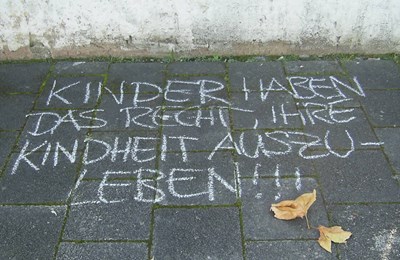 KINDER HABEN
DAS RECHT, IHRE
KINDHEIT AUSZU-
LEBEN!!!